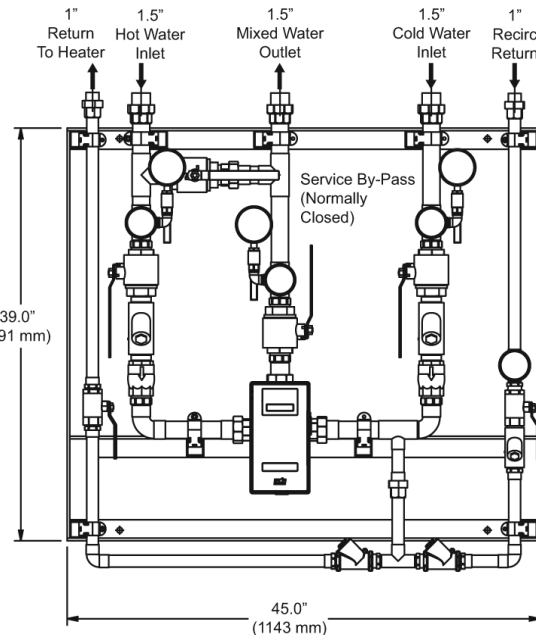 1”
Return
To Heater
1.5”
Hot Water
Inlet
1.5”
Mixed Water
Outlet
1.5”
Cold Water
Inlet
1”
Recirc
Return
Service By-Pass
(Normally
Closed)
39.0”
91 mm)
45.0”
(1143 mm)